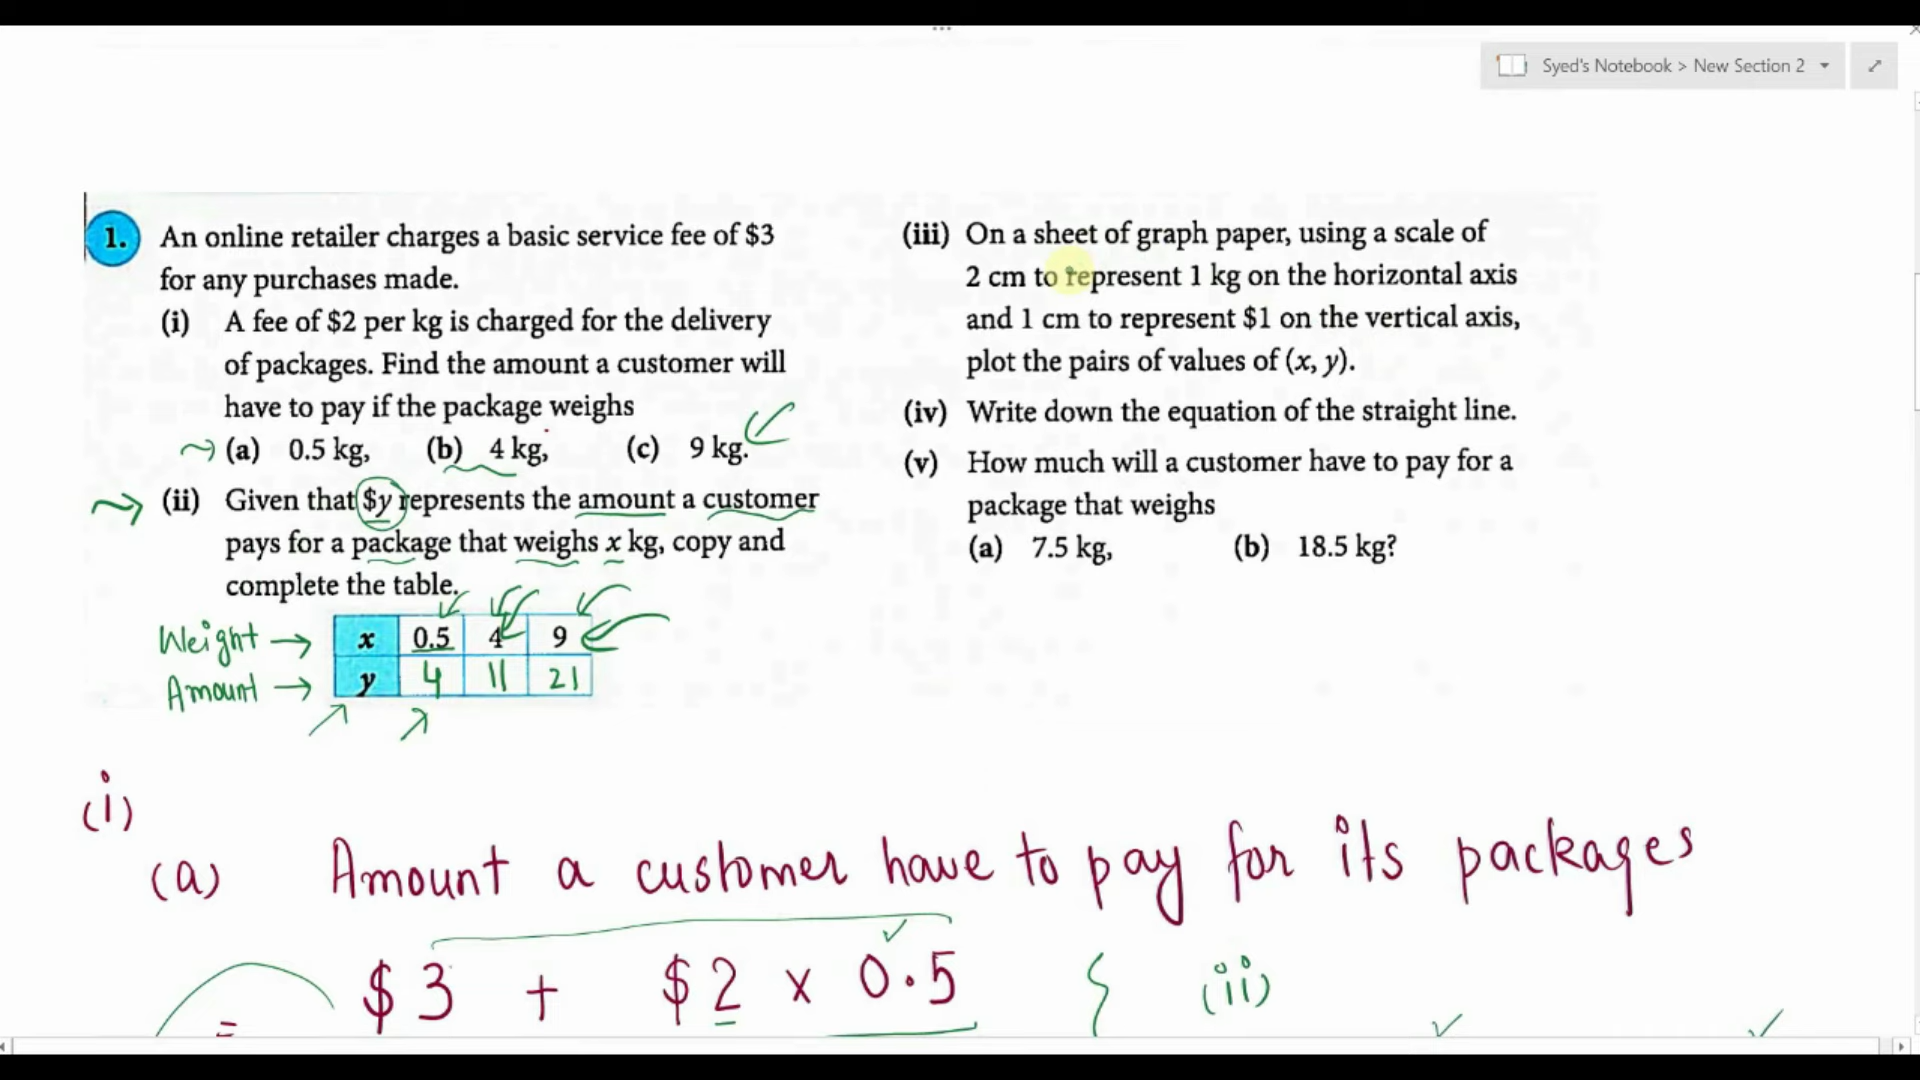 Syed's Notebook > New Section 2
1. An online retailer charges a basic service fee of $3
for any purchases made.
(i) A fee of $2 per kg is charged for the delivery
of packages. Find the amount a customer will
have to pay if the package weighs
(a) 0.5 kg, (b) 4 kg, (c) 9 kg.
(ii) Given that $y represents the amount a customer
pays for a package that weighs x kg, copy and
complete the table.
Weight → x 0.5 4 9
Amount → y 4 11 21
(iii) On a sheet of graph paper, using a scale of
2 cm to represent 1 kg on the horizontal axis
and 1 cm to represent $1 on the vertical axis,
plot the pairs of values of (x, y).
(iv) Write down the equation of the straight line.
(v) How much will a customer have to pay for a
package that weighs
(a) 7.5 kg, (b) 18.5 kg?
(i)
(a) Amount a customer have to pay for its packages
= $3 + $2 x 0.5
(ii)